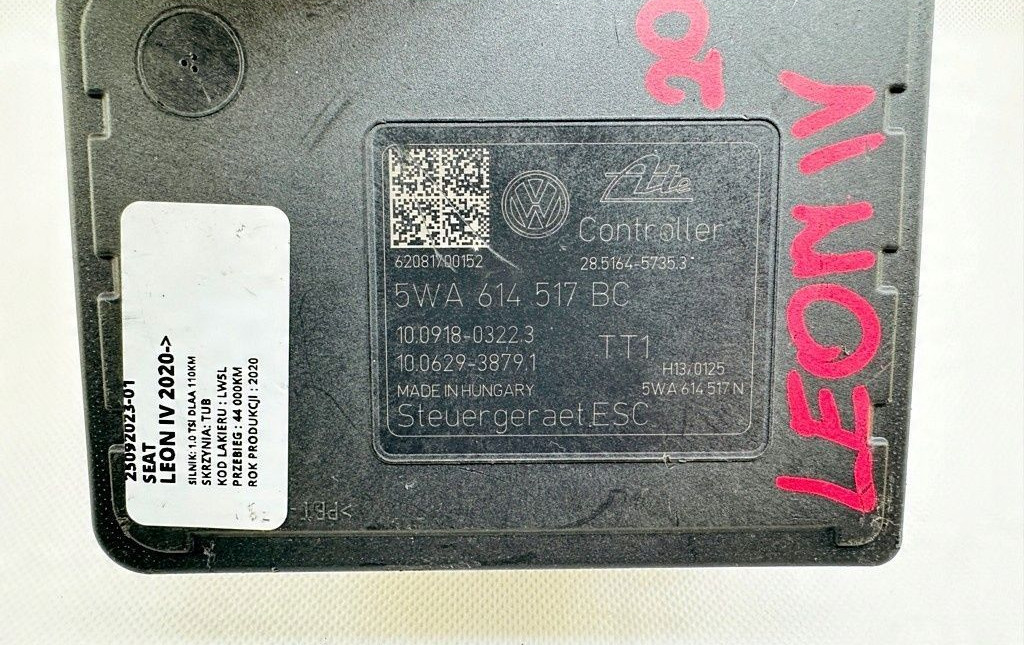 20
LEON IV
Ate
Controller
62081700152
28.5164-5735.3
5WA 614 517 BC
10.0918-0322.3
10.0629-3879.1
TT1
H13/0125
MADE IN HUNGARY
5WA 614 517 N
Steuergeraet ESC
25092023-01
SEAT
LEON IV 2020->
SILNIK: 1.0 TSI DLAA 110KM
SKRZYNIA: TUB
KOD LAKIERU : LW5L
PRZEBIEG : 44 000KM
ROK PRODUKCJI : 2020